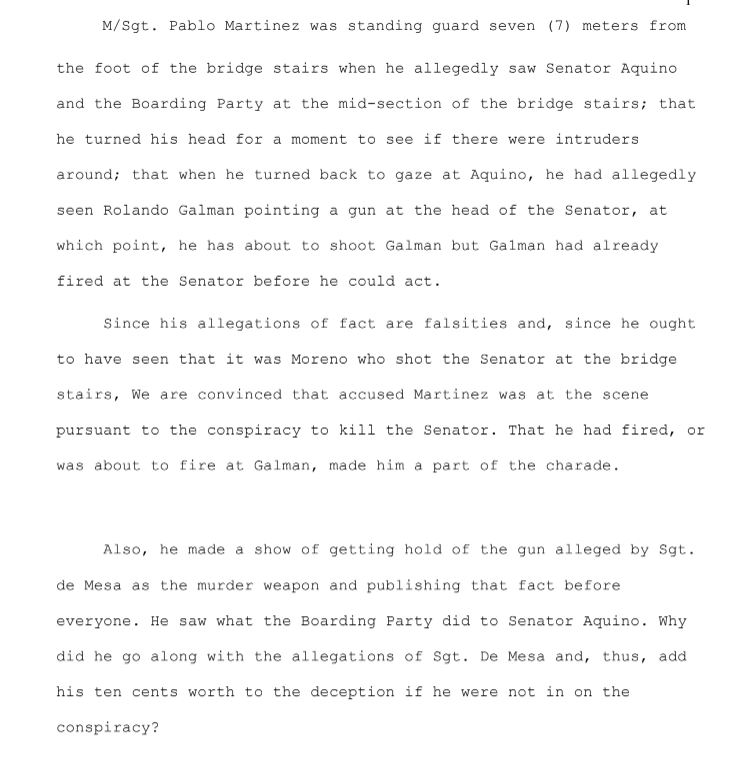 M/Sgt. Pablo Martinez was standing guard seven (7) meters from
the foot of the bridge stairs when he allegedly saw Senator Aquino
and the Boarding Party at the mid-section of the bridge stairs; that
he turned his head for a moment to see if there were intruders
around; that when he turned back to gaze at Aquino, he had allegedly
seen Rolando Galman pointing a gun at the head of the Senator, at
which point, he has about to shoot Galman but Ga1man had already
fired at the Senator before he could act.
Since his allegations of fact are falsities and, since he ought
to have seen that it was Moreno who shot the Senator at the bridge
stairs, We are convinced that accused Martinez was at the scene
pursuant to the conspiracy to kill the Senator. That he had fired, or
was about to fire at Galman, made him a part of the charade.
Also, he made a show of getting hold of the gun alleged by Sgt.
de Mesa as the murder weapon and publishing that fact before
everyone. He saw what the Boarding Party did to Senator Aquino. Why
did he go along with the allegations of Sgt. De Mesa and, thus, add
his ten cents worth to the deception if he were not in on the
conspiracy?